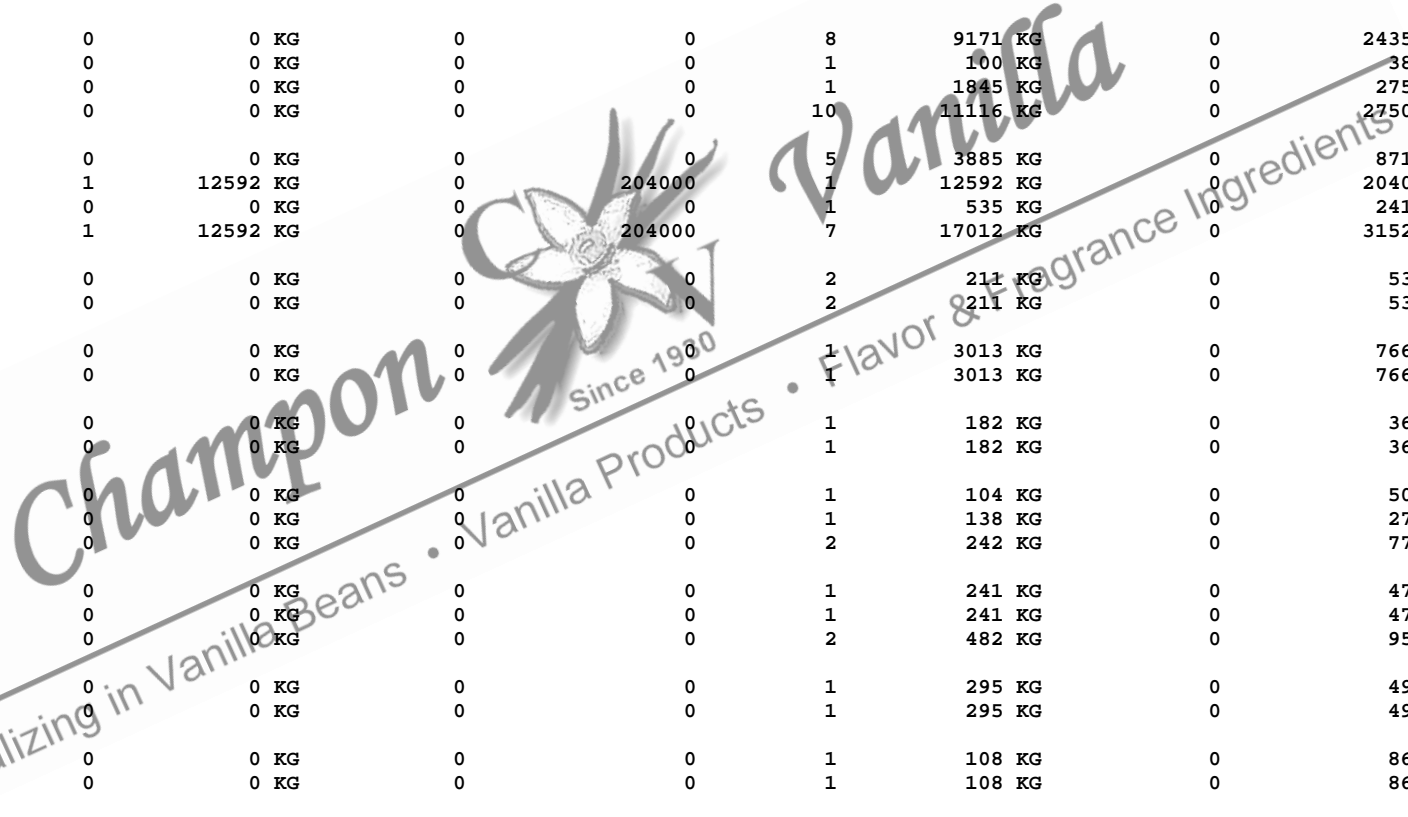 0 0 KG 0 0 8 9171 KG 0 2435
0 0 KG 0 0 1 100 KG 0 38
0 0 KG 0 0 1 1845 KG 0 275
0 0 KG 0 0 10 11116 KG 0 2750
0 0 KG 0 0 5 3885 KG 0 871
1 12592 KG 0 204000 1 12592 KG 0 2040
0 0 KG 0 0 1 535 KG 0 241
1 12592 KG 0 204000 7 17012 KG 0 3152
0 0 KG 0 0 2 211 KG 0 53
0 0 KG 0 0 2 211 KG 0 53
0 0 KG 0 0 1 3013 KG 0 766
0 0 KG 0 0 1 3013 KG 0 766
0 0 KG 0 0 1 182 KG 0 36
0 0 KG 0 0 1 182 KG 0 36
0 0 KG 0 0 1 104 KG 0 50
0 0 KG 0 0 1 138 KG 0 27
0 0 KG 0 0 2 242 KG 0 77
0 0 KG 0 0 1 241 KG 0 47
0 0 KG 0 0 1 241 KG 0 47
0 0 KG 0 0 2 482 KG 0 95
0 0 KG 0 0 1 295 KG 0 49
0 0 KG 0 0 1 295 KG 0 49
0 0 KG 0 0 1 108 KG 0 86
0 0 KG 0 0 1 108 KG 0 86
Champon CV Vanilla
Since 1930
lizing in Vanilla Beans • Vanilla Products • Flavor & Fragrance Ingredients